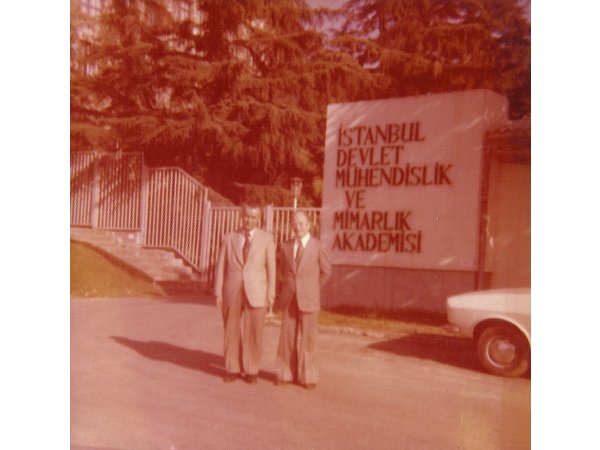 İSTANBUL
DEVLET
MÜHENDİSLİK
VE
MİMARLIK
AKADEMİSİ